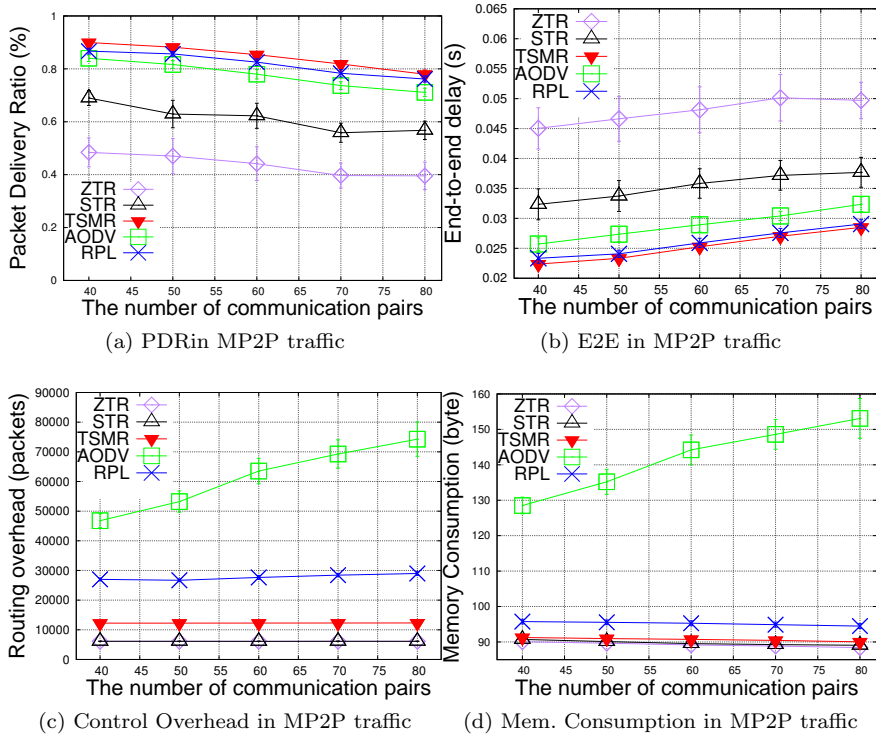 Packet Delivery Ratio (%)
1
0.8
0.6
0.4
0.2
0
ZTR
STR
TSMR
AODV
RPL
40 45 50 55 60 65 70 75 80
The number of communication pairs
(a) PDRin MP2P traffic
End-to-end delay (s)
0.065
0.06
0.055
0.05
0.045
0.04
0.035
0.03
0.025
0.02
ZTR
STR
TSMR
AODV
RPL
40 45 50 55 60 65 70 75 80
The number of communication pairs
(b) E2E in MP2P traffic
Routing overhead (packets)
90000
80000
70000
60000
50000
40000
30000
20000
10000
0
ZTR
STR
TSMR
AODV
RPL
40 45 50 55 60 65 70 75 80
The number of communication pairs
(c) Control Overhead in MP2P traffic
Memory Consumption (byte)
160
150
140
130
120
110
100
90
ZTR
STR
TSMR
AODV
RPL
40 45 50 55 60 65 70 75 80
The number of communication pairs
(d) Mem. Consumption in MP2P traffic